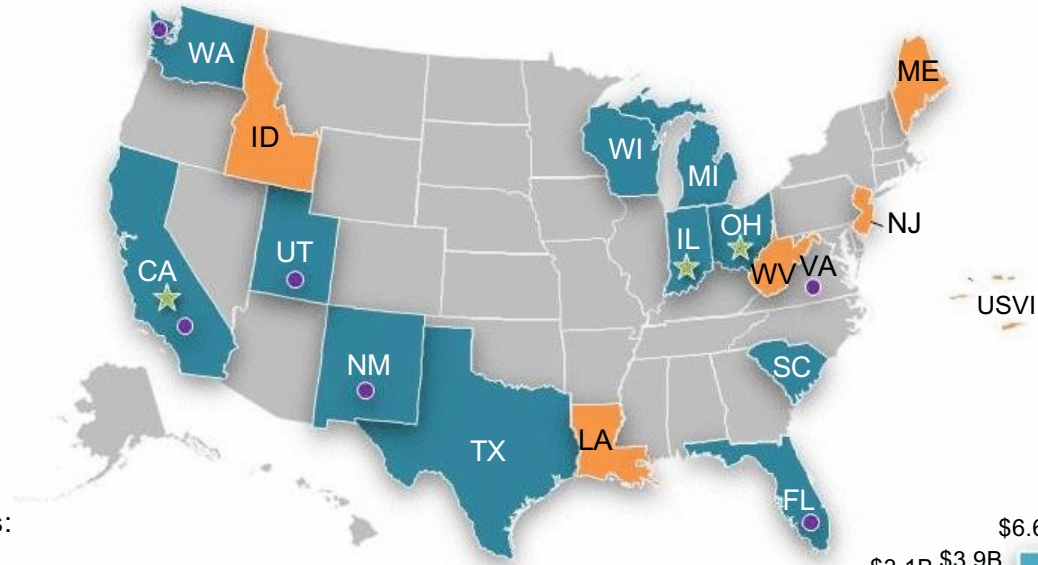 WA
ME
ID
WI
MI
NJ
OH
IL
UT
CA
WV
VA
USVI
NM
SC
TX
LA
FL
s:
$6.6
$3.9B